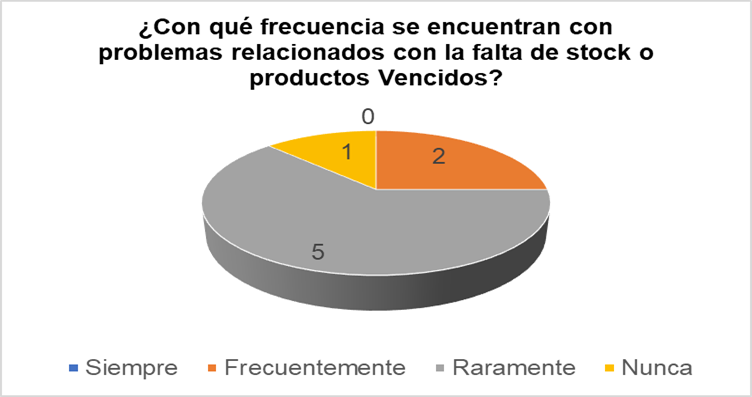 ¿Con qué frecuencia se encuentran con
problemas relacionados con la falta de stock o
productos Vencidos?
0
1
2
5
Siempre
Frecuentemente
Raramente
Nunca